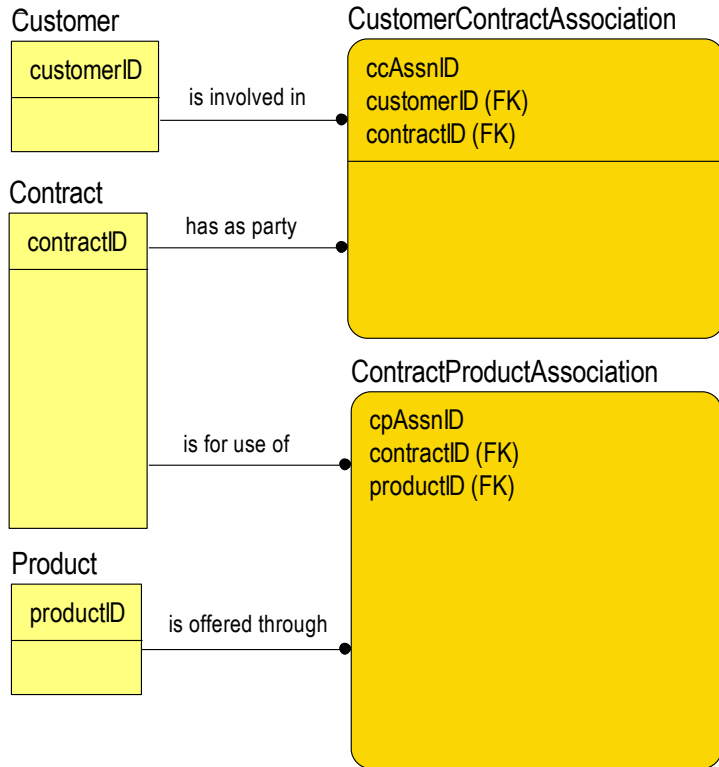 Customer
customerID
is involved in
CustomerContractAssociation
ccAssnID
customerID (FK)
contractID (FK)
Contract
contractID
has as party
is for use of
ContractProductAssociation
cpAssnID
contractID (FK)
productID (FK)
Product
productID
is offered through